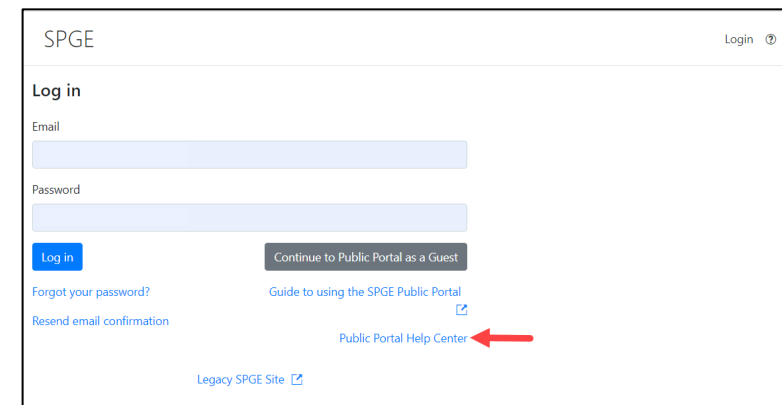 SPGE
Login
Log in
Email
Password
Log in
Continue to Public Portal as a Guest
Forgot your password?
Guide to using the SPGE Public Portal
Resend email confirmation
Public Portal Help Center
Legacy SPGE Site